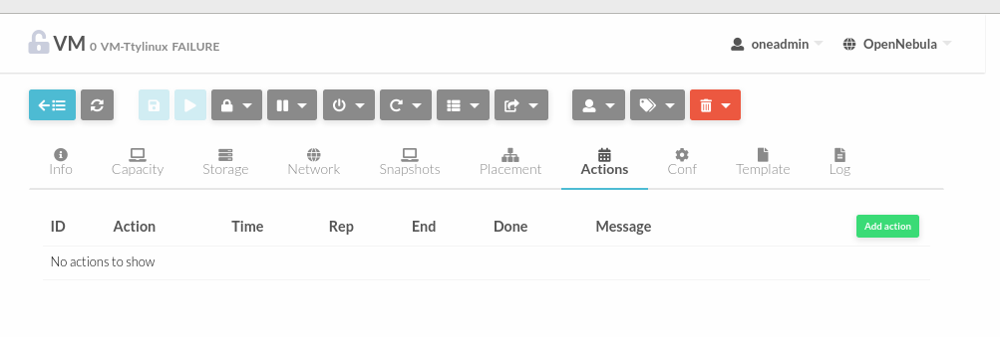 VM 0 VM-Ttylinux FAILURE
oneadmin OpenNebula
Info Capacity Storage Network Snapshots Placement Actions Conf Template Log
ID Action Time Rep End Done Message Add action
No actions to show